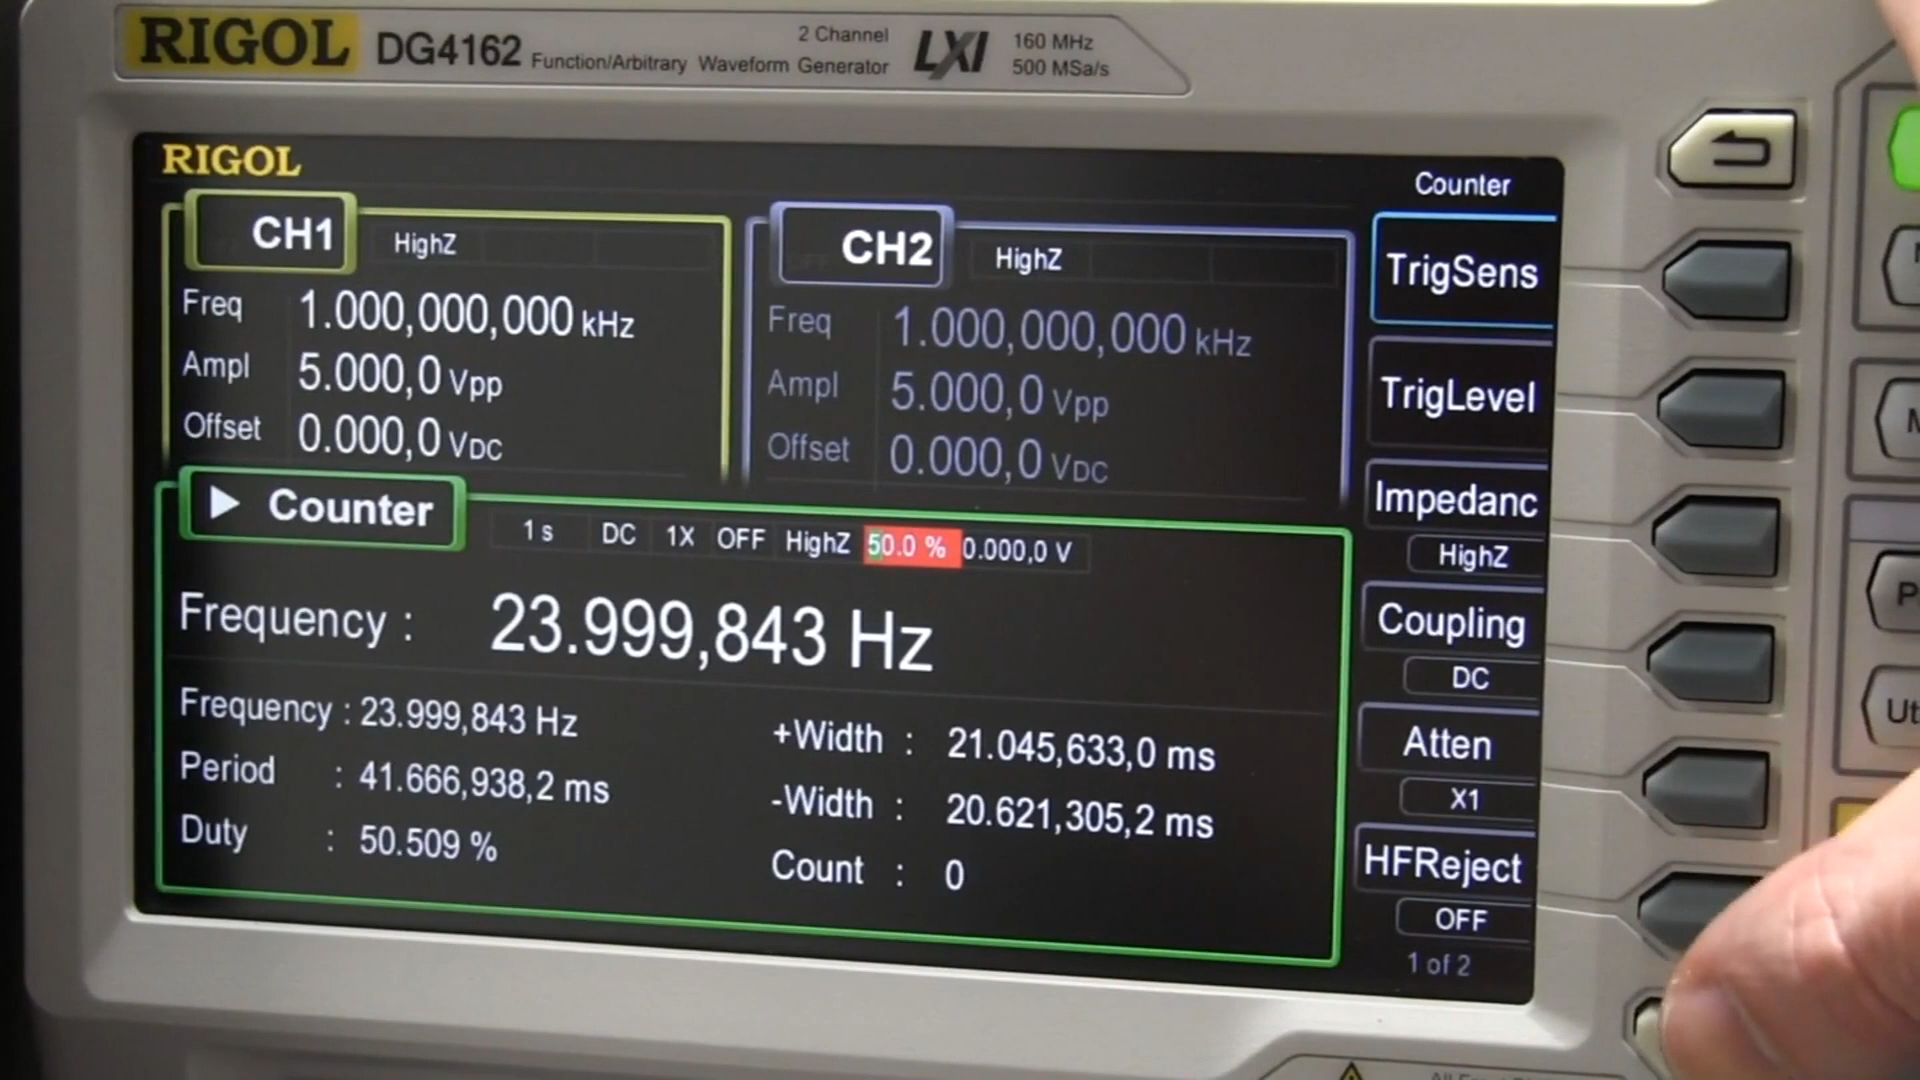 RIGOL DG4162 Function/Arbitrary Waveform Generator
2 Channel
LXI
160 MHz
500 MSa/s
RIGOL
CH1 HighZ
Freq 1.000,000,000 kHz
Ampl 5.000,0 Vpp
Offset 0.000,0 VDC
CH2 HighZ
Freq 1.000,000,000 kHz
Ampl 5.000,0 Vpp
Offset 0.000,0 VDC
Counter
1 s DC 1X OFF HighZ 50.0 % 0.000,0 V
Frequency : 23.999,843 Hz
Frequency : 23.999,843 Hz
Period : 41.666,938,2 ms
Duty : 50.509 %
+Width : 21.045,633,0 ms
-Width : 20.621,305,2 ms
Count : 0
Counter
TrigSens
TrigLevel
Impedanc
HighZ
Coupling
DC
Atten
X1
HFReject
OFF
1 of 2